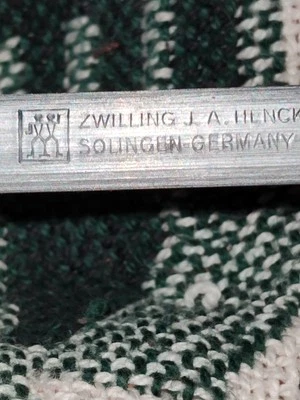 ZWILLING J. A. HENCK
SOLINGEN-GERMANY